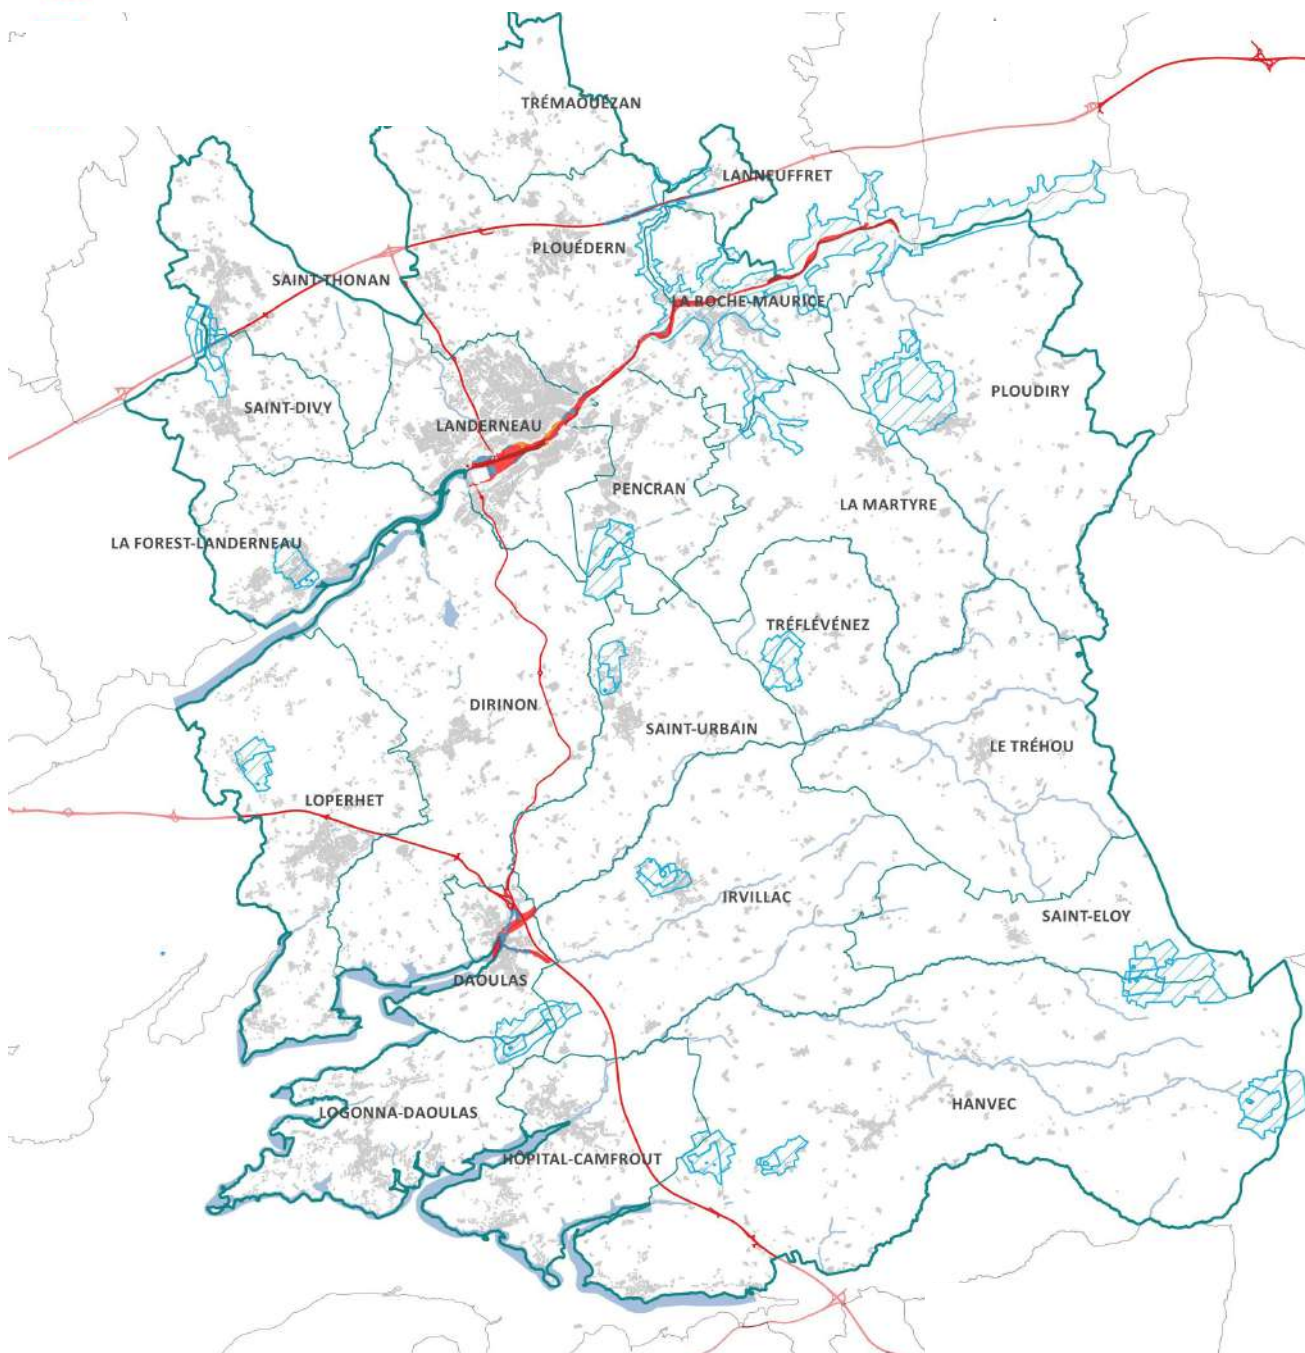 TRÉMAOUÉZAN
LANNEUFFRET
PLOUÉDERN
SAINT-THONAN
LA ROCHE-MAURICE
PLOUDIRY
SAINT-DIVY
LANDERNEAU
PENCRAN
LA MARTYRE
LA FOREST-LANDERNEAU
TRÉFLÉVÉNEZ
DIRINON
SAINT-URBAIN
LE TRÉHOU
LOPERHET
IRVILLAC
SAINT-ELOY
DAOULAS
HANVEC
LOGONNA-DAOULAS
HÔPITAL-CAMFROUT